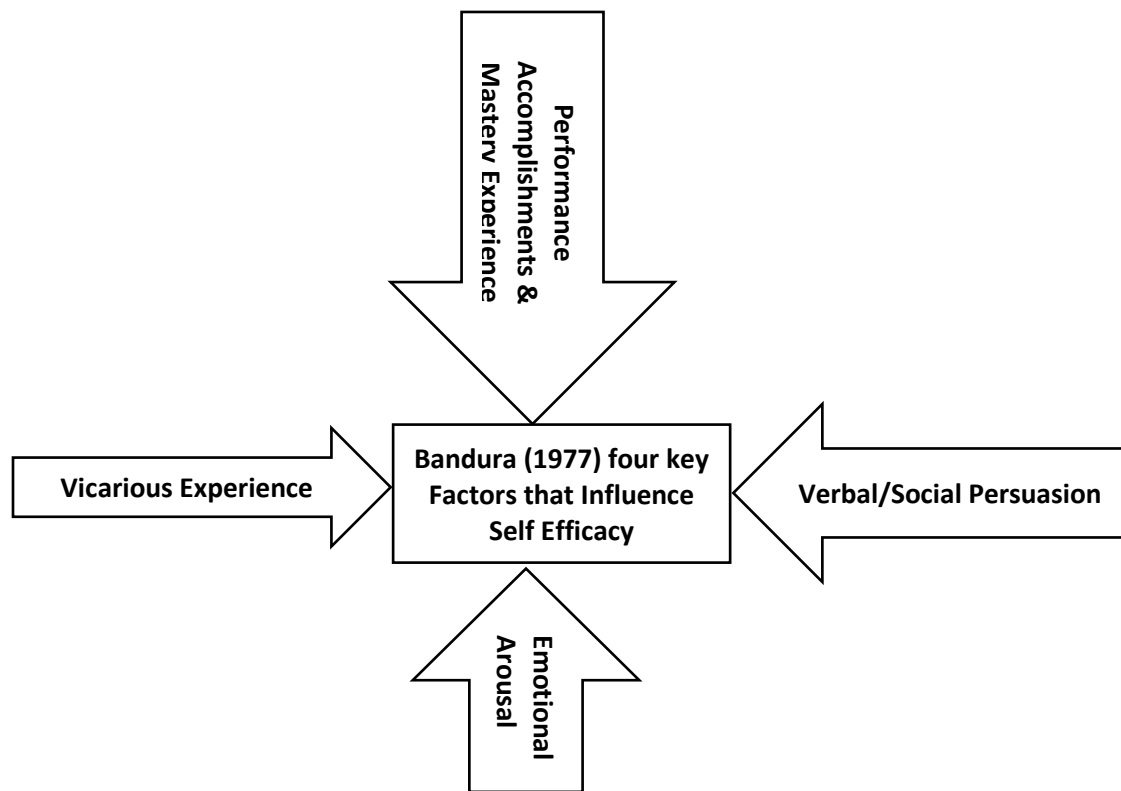 Performance
Accomplishments &
Mastery Experience
Vicarious Experience
Bandura (1977) four key
Factors that Influence
Self Efficacy
Verbal/Social Persuasion
Emotional
Arousal